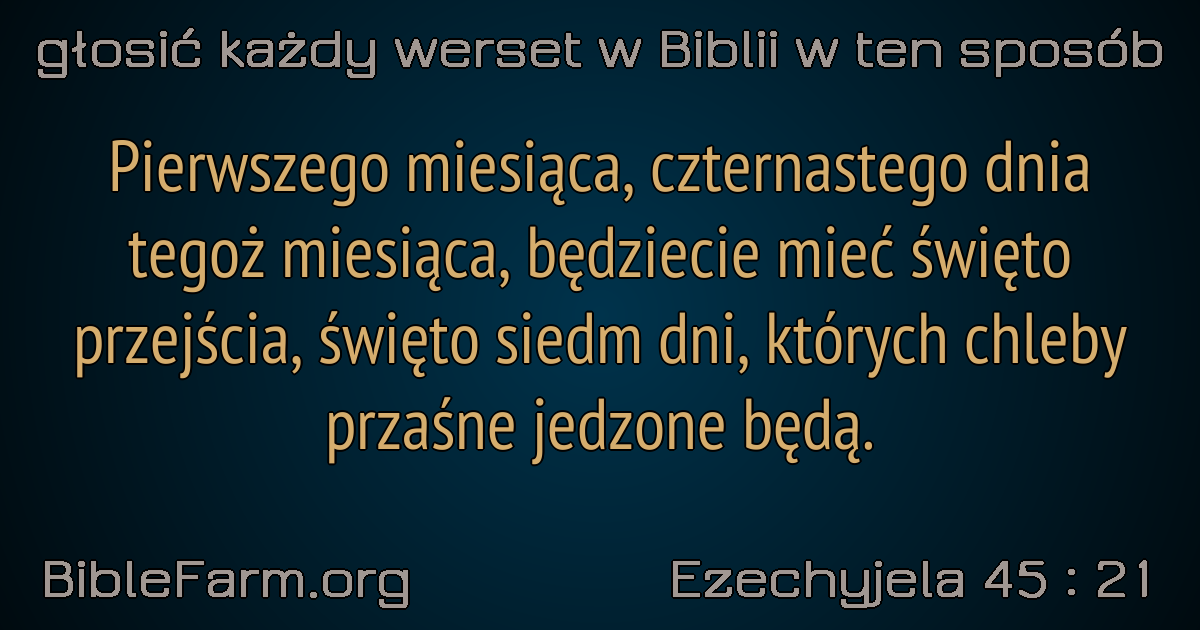 głosić każdy werset w Biblii w ten sposób
Pierwszego miesiąca, czternastego dnia
tegoż miesiąca, będziecie mieć święto
przejścia, święto siedm dni, których chleby
przaśne jedzone będą.
BibleFarm.org
Ezechyjela 45 : 21